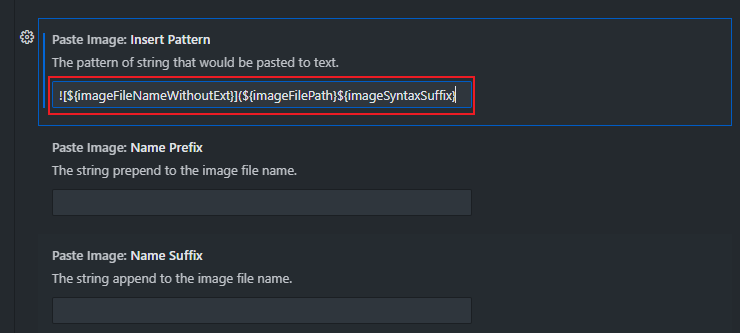 Paste Image: Insert Pattern
The pattern of string that would be pasted to text.
![${imageFileNameWithoutExt}](${imageFilePath}${imageSyntaxSuffix}
Paste Image: Name Prefix
The string prepend to the image file name.
Paste Image: Name Suffix
The string append to the image file name.